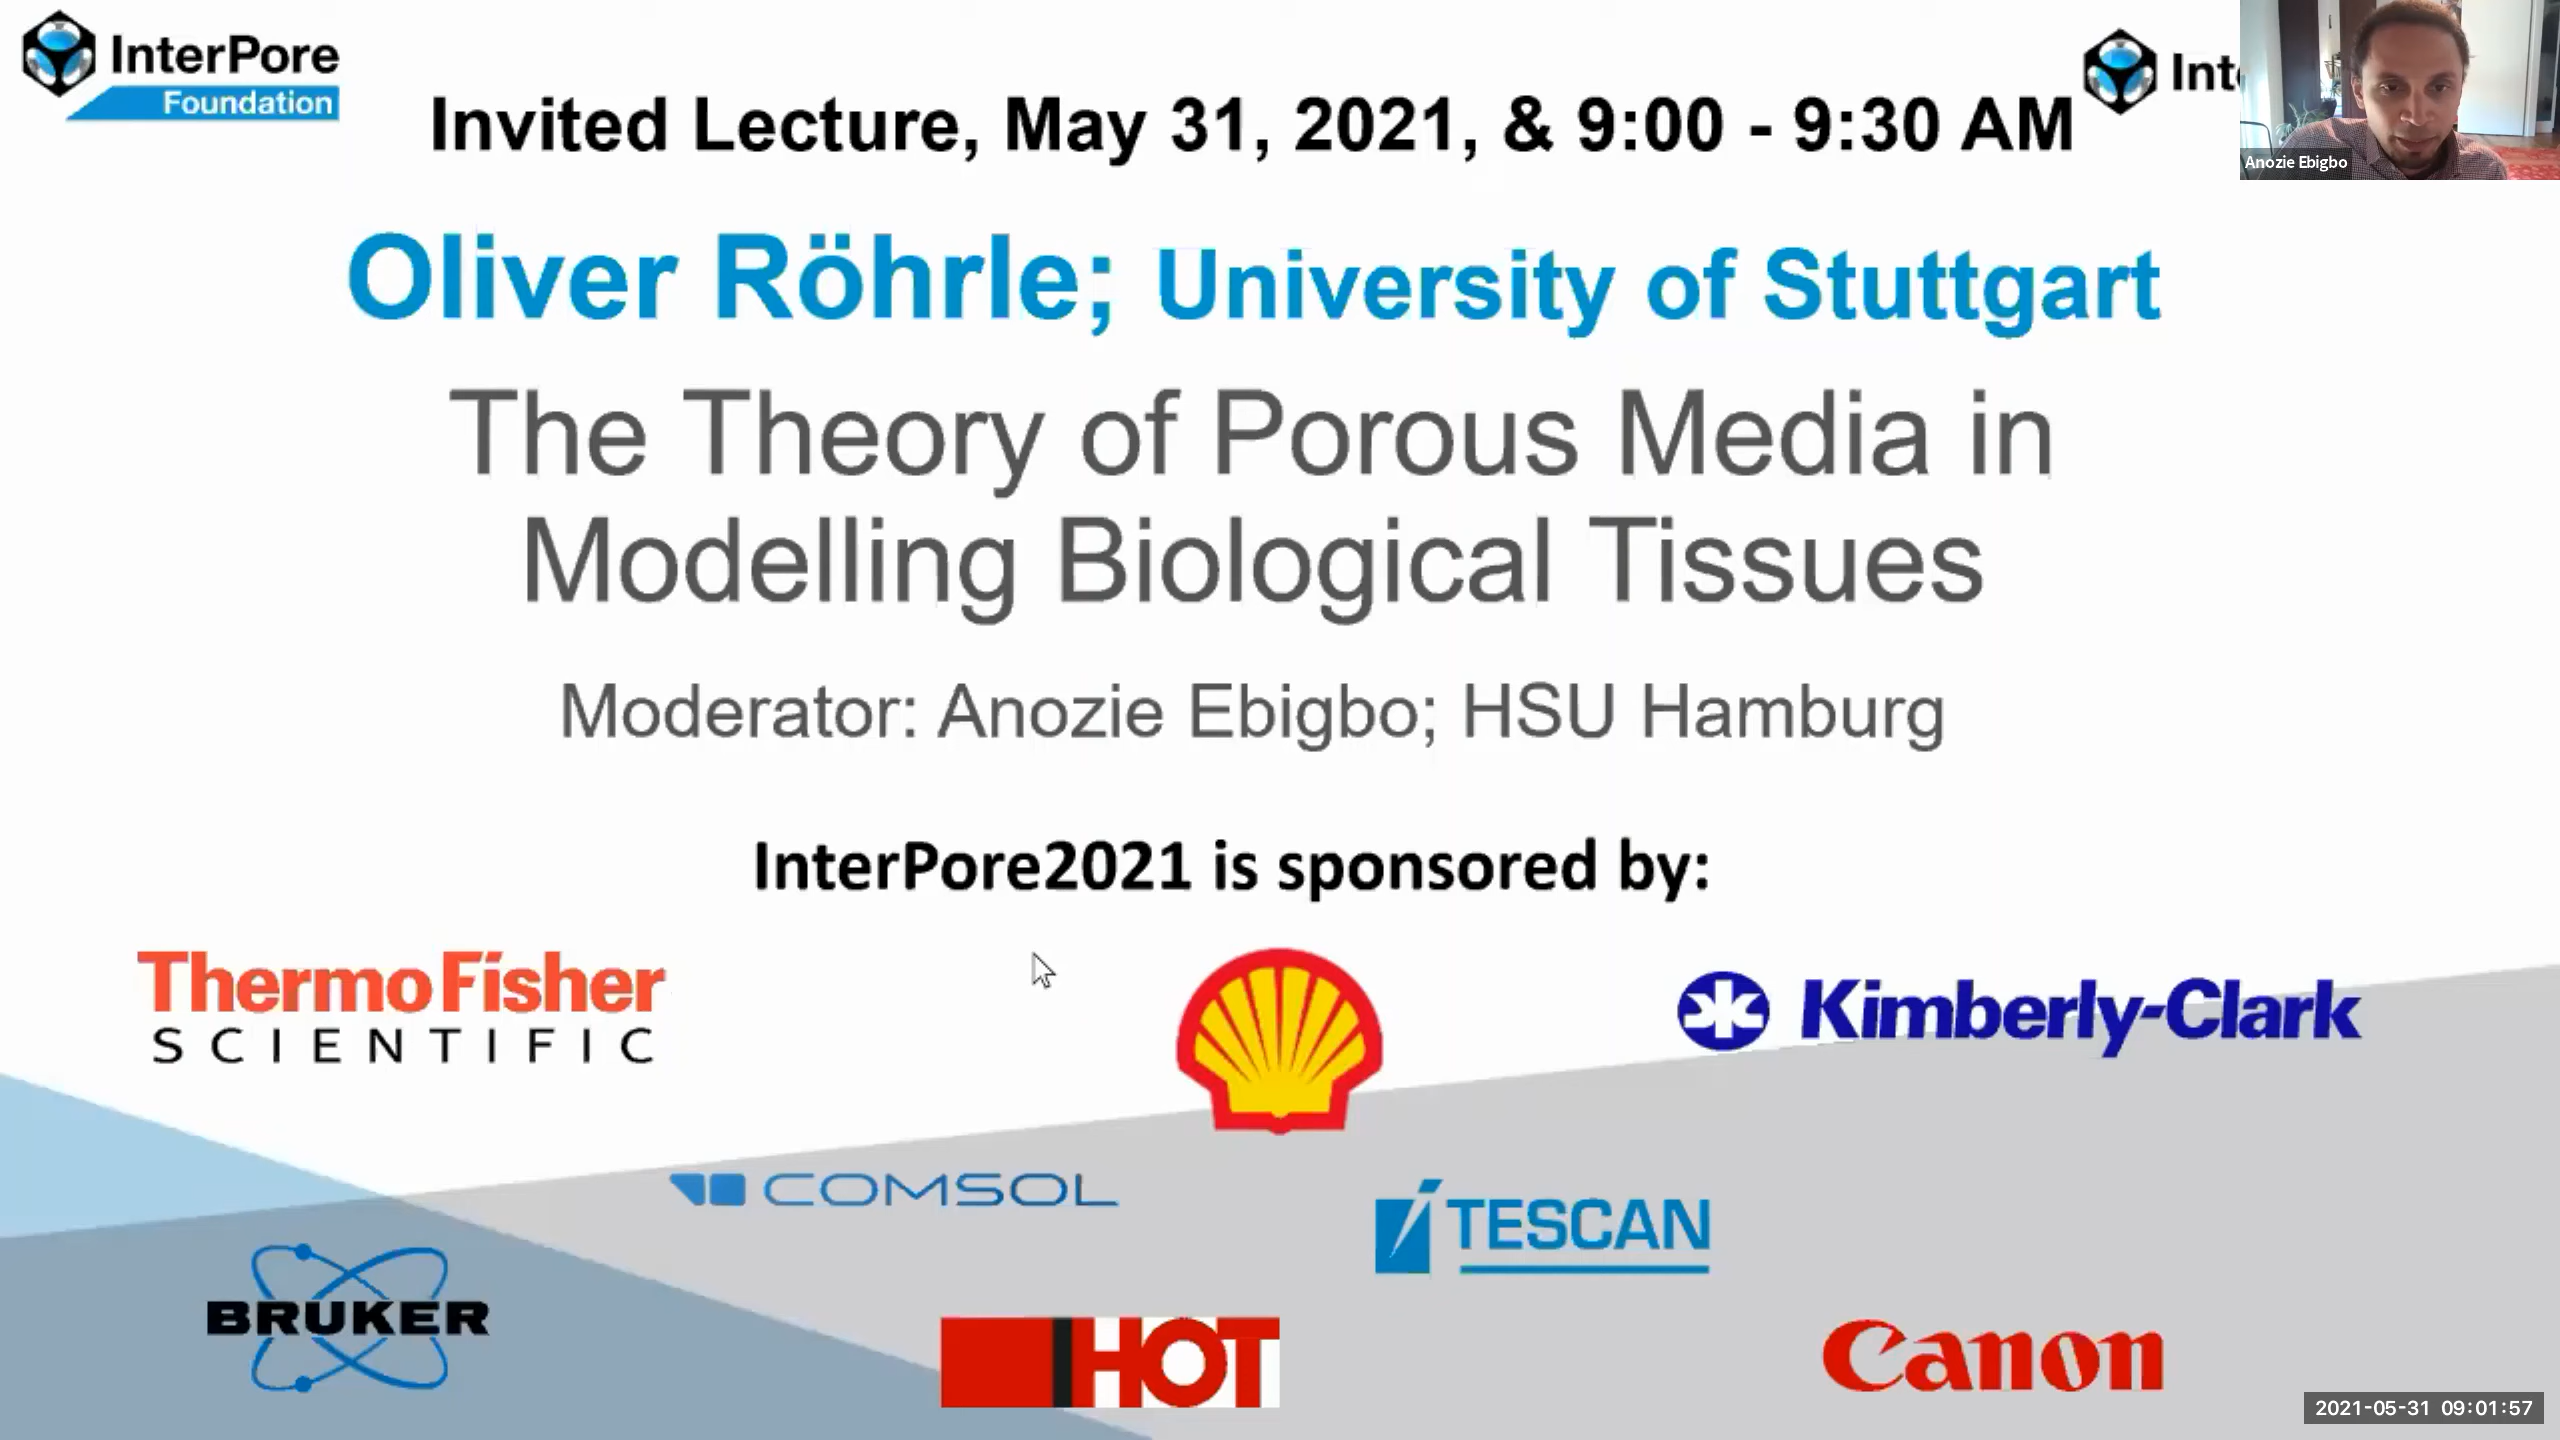 InterPore
Foundation
Invited Lecture, May 31, 2021, & 9:00 - 9:30 AM
Anozie Ebigbo
Oliver Röhrle; University of Stuttgart
The Theory of Porous Media in
Modelling Biological Tissues
Moderator: Anozie Ebigbo; HSU Hamburg
InterPore2021 is sponsored by:
ThermoFisher
SCIENTIFIC
Kimberly-Clark
COMSOL
TESCAN
BRUKER
HOT
Canon
2021-05-31 09:01:57